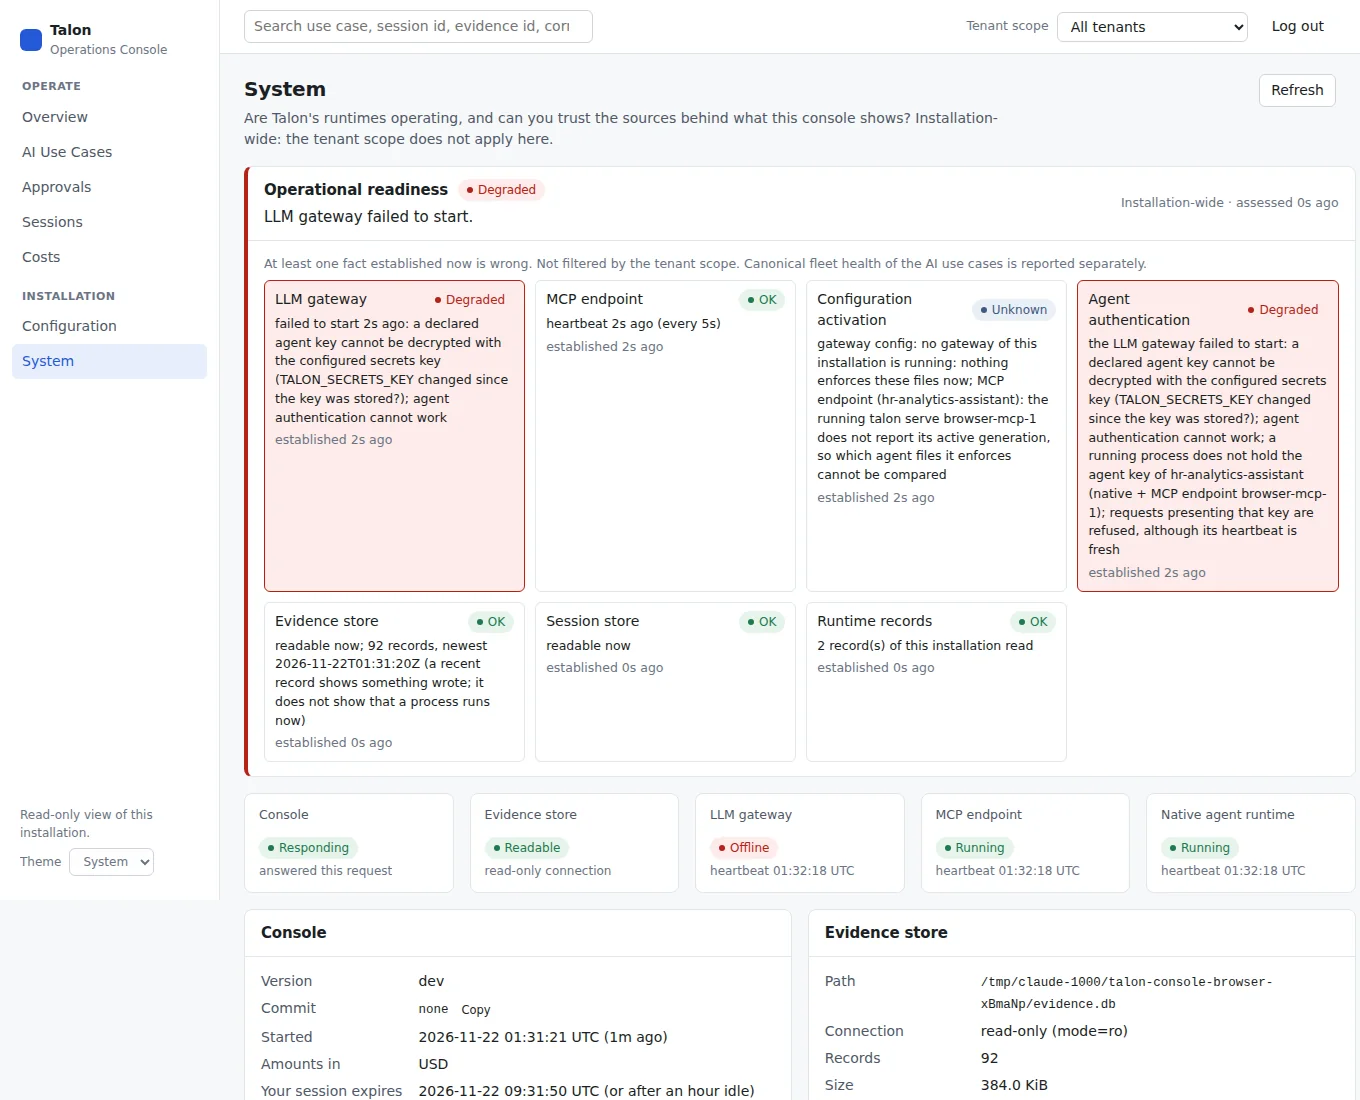 Talon
Operations Console
OPERATE
Overview
AI Use Cases
Approvals
Sessions
Costs
INSTALLATION
Configuration
System
Read-only view of this
installation.
Theme System
Search use case, session id, evidence id, corr
Tenant scope All tenants Log out
System
Refresh
Are Talon's runtimes operating, and can you trust the sources behind what this console shows? Installation-
wide: the tenant scope does not apply here.
Operational readiness Degraded
LLM gateway failed to start.
Installation-wide · assessed 0s ago
At least one fact established now is wrong. Not filtered by the tenant scope. Canonical fleet health of the AI use cases is reported separately.
LLM gateway Degraded
failed to start 2s ago: a declared
agent key cannot be decrypted with
the configured secrets key
(TALON_SECRETS_KEY changed since
the key was stored?); agent
authentication cannot work
established 2s ago
MCP endpoint OK
heartbeat 2s ago (every 5s)
established 2s ago
Configuration
activation
Unknown
gateway config: no gateway of this
installation is running: nothing
enforces these files now; MCP
endpoint (hr-analytics-assistant): the
running talon serve browser-mcp-1
does not report its active generation,
so which agent files it enforces
cannot be compared
established 2s ago
Agent
authentication
Degraded
the LLM gateway failed to start: a
declared agent key cannot be
decrypted with the configured secrets
key (TALON_SECRETS_KEY changed
since the key was stored?); agent
authentication cannot work; a
running process does not hold the
agent key of hr-analytics-assistant
(native + MCP endpoint browser-mcp-
1); requests presenting that key are
refused, although its heartbeat is
fresh
established 2s ago
Evidence store OK
readable now; 92 records, newest
2026-11-22T01:31:20Z (a recent
record shows something wrote; it
does not show that a process runs
now)
established 0s ago
Session store OK
readable now
established 0s ago
Runtime records OK
2 record(s) of this installation read
established 0s ago
Console
Responding
answered this request
Evidence store
Readable
read-only connection
LLM gateway
Offline
heartbeat 01:32:18 UTC
MCP endpoint
Running
heartbeat 01:32:18 UTC
Native agent runtime
Running
heartbeat 01:32:18 UTC
Console
Version dev
Commit none Copy
Started 2026-11-22 01:31:21 UTC (1m ago)
Amounts in USD
Your session expires 2026-11-22 09:31:50 UTC (or after an hour idle)
Evidence store
Path /tmp/claude-1000/talon-console-browser-
xBmaNp/evidence.db
Connection read-only (mode=ro)
Records 92
Size 384.0 KiB